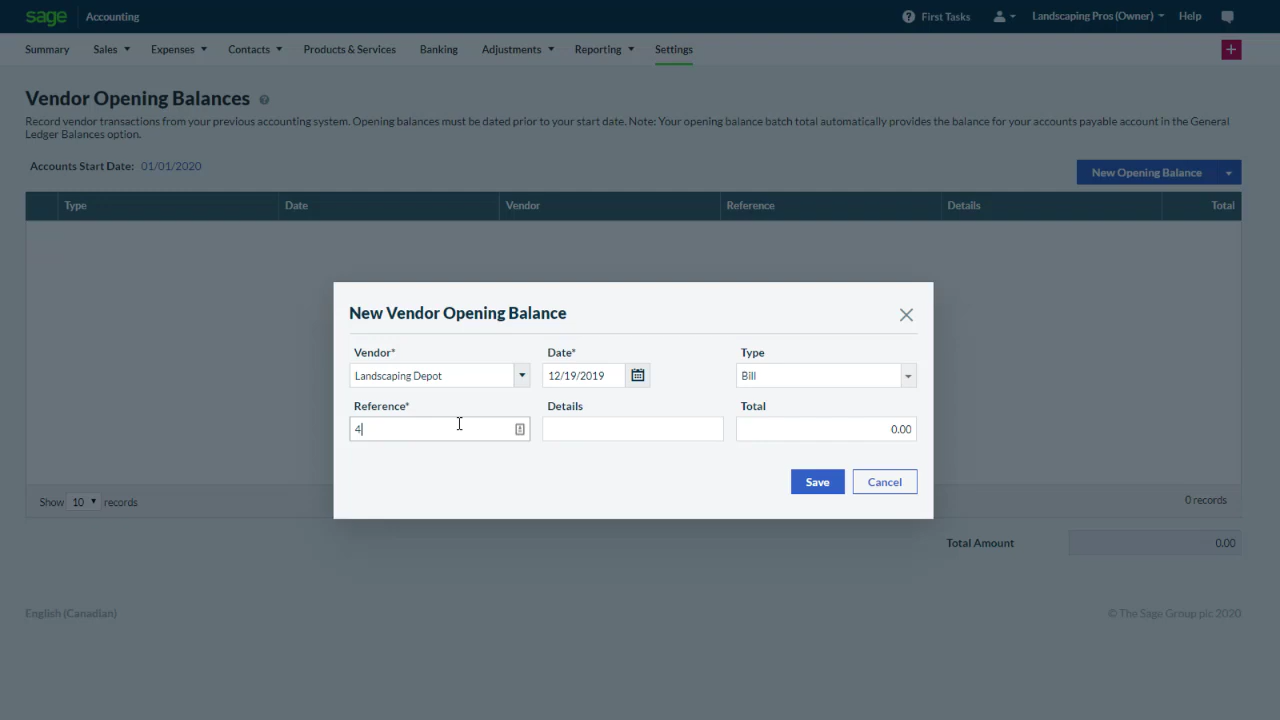 sage Accounting First Tasks Landscaping Pros (Owner) Help
Summary Sales Expenses Contacts Products & Services Banking Adjustments Reporting Settings +
Vendor Opening Balances ?
Record vendor transactions from your previous accounting system. Opening balances must be dated prior to your start date. Note: Your opening balance batch total automatically provides the balance for your accounts payable account in the General
Ledger Balances option.
Accounts Start Date: 01/01/2020
New Opening Balance
Type Date Vendor Reference Details Total
New Vendor Opening Balance
Vendor* Date* Type
Landscaping Depot 12/19/2019 Bill
Reference* Details Total
4 0.00
Save Cancel
Show 10 records 0 records
Total Amount 0.00
English (Canadian) © The Sage Group plc 2020